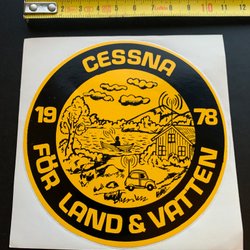 CESSNA
19 78
FÖR LAND & VATTEN